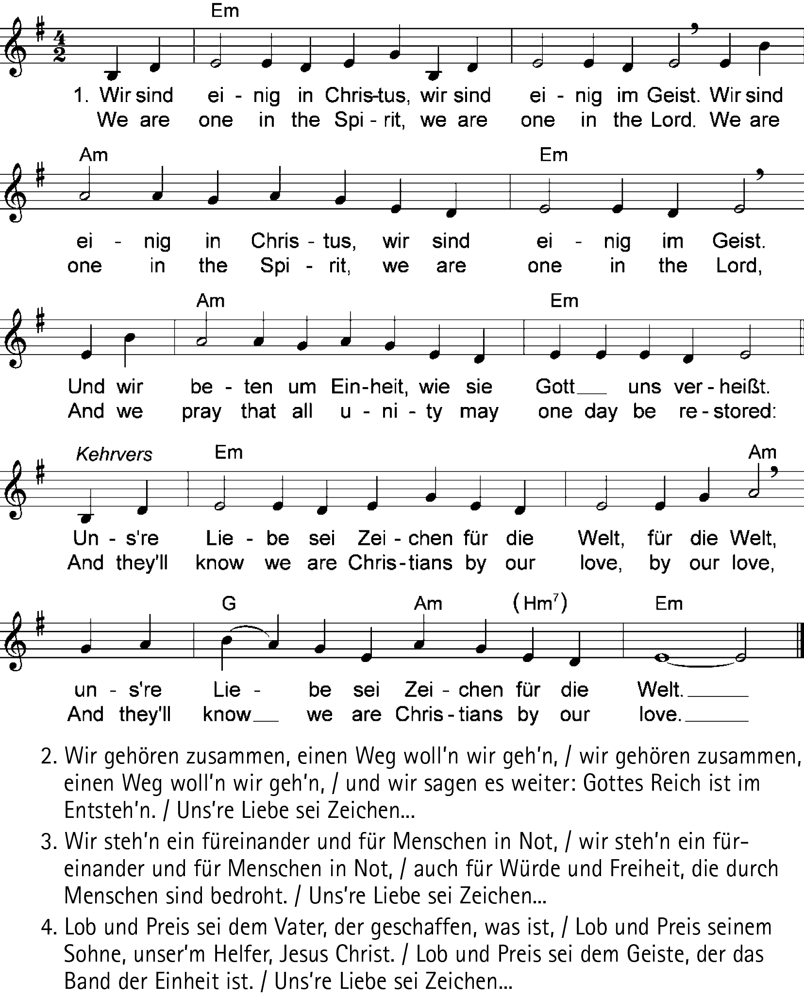 Em
4
2
1. Wir sind ei - nig in Chris-tus, wir sind ei - nig im Geist. Wir sind
We are one in the Spi - rit, we are one in the Lord. We are
Am Em
ei - nig in Chris - tus, wir sind ei - nig im Geist.
one in the Spi - rit, we are one in the Lord,
Am Em
Und wir be - ten um Ein-heit, wie sie Gott___ uns ver - heißt.
And we pray that all u - ni - ty may one day be re - stored:
Kehrvers Em Am
Un - s're Lie - be sei Zei - chen für die Welt, für die Welt,
And they'll know we are Chris-tians by our love, by our love,
G Am (Hm7) Em
un - s're Lie - be sei Zei - chen für die Welt.______
And they'll know___ we are Chris-tians by our love.______
2. Wir gehören zusammen, einen Weg woll’n wir geh’n, / wir gehören zusammen,
einen Weg woll’n wir geh’n, / und wir sagen es weiter: Gottes Reich ist im
Entsteh’n. / Uns’re Liebe sei Zeichen...
3. Wir steh’n ein füreinander und für Menschen in Not, / wir steh’n ein für-
einander und für Menschen in Not, / auch für Würde und Freiheit, die durch
Menschen sind bedroht. / Uns’re Liebe sei Zeichen...
4. Lob und Preis sei dem Vater, der geschaffen, was ist, / Lob und Preis seinem
Sohne, unser’m Helfer, Jesus Christ. / Lob und Preis sei dem Geiste, der das
Band der Einheit ist. / Uns’re Liebe sei Zeichen...